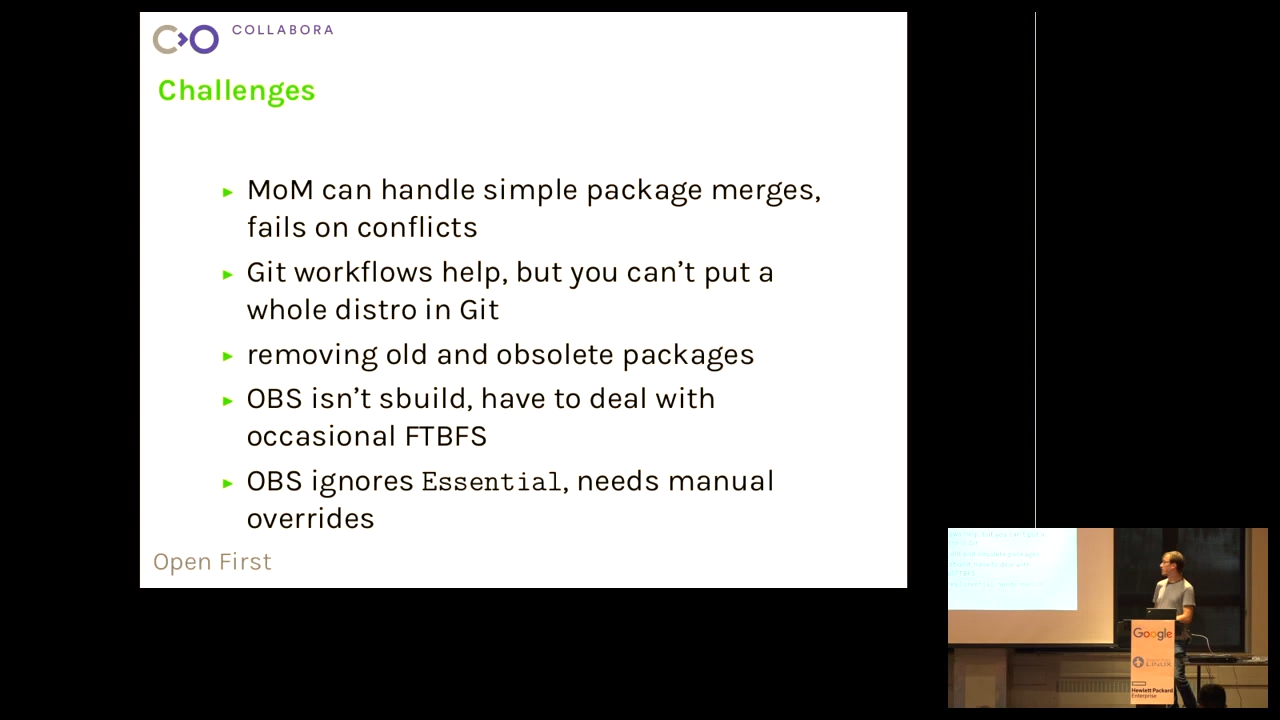 COLLABORA
Challenges
MoM can handle simple package merges,
fails on conflicts
Git workflows help, but you can’t put a
whole distro in Git
removing old and obsolete packages
OBS isn’t sbuild, have to deal with
occasional FTBFS
OBS ignores Essential, needs manual
overrides
Open First
Google
LINUX
Hewlett Packard
Enterprise